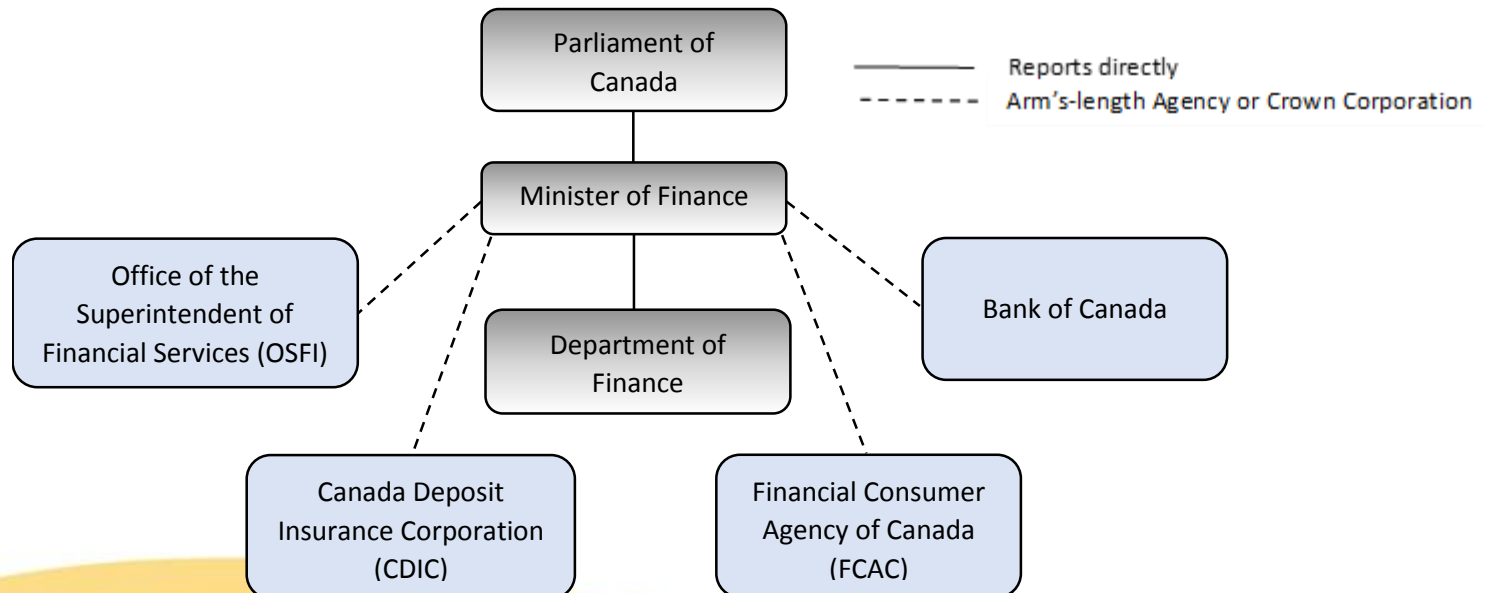 Parliament of
Canada
Reports directly
Arm's-length Agency or Crown Corporation
Minister of Finance
Office of the
Superintendent of
Financial Services (OSFI)
Bank of Canada
Department of
Finance
Canada Deposit
Insurance Corporation
(CDIC)
Financial Consumer
Agency of Canada
(FCAC)